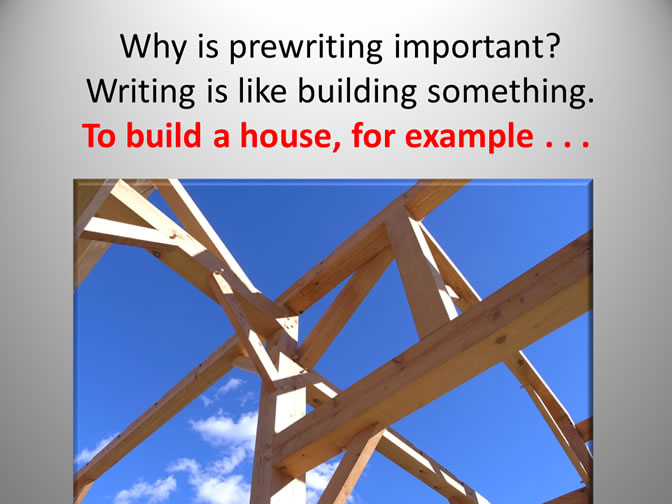 Why is prewriting important?
Writing is like building something.
To build a house, for example . . .